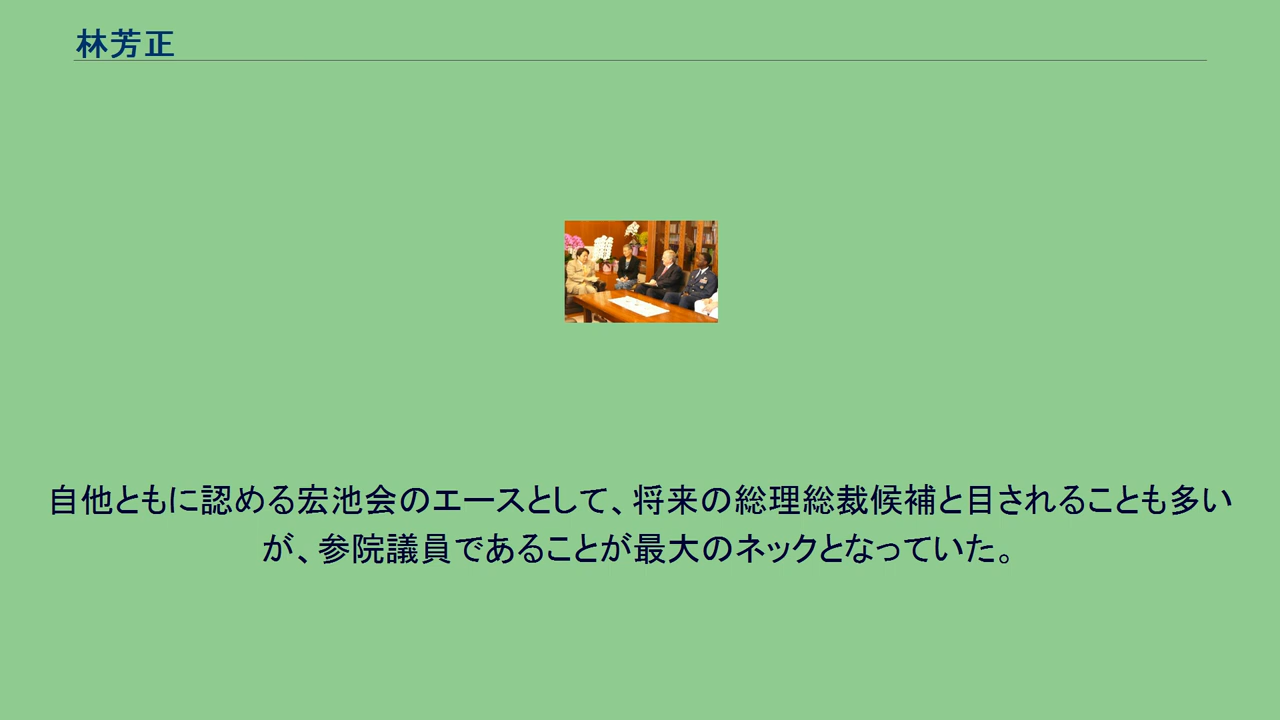 林芳正
自他ともに認める宏池会のエースとして、将来の総理総裁候補と目されることも多い
が、参院議員であることが最大のネックとなっていた。